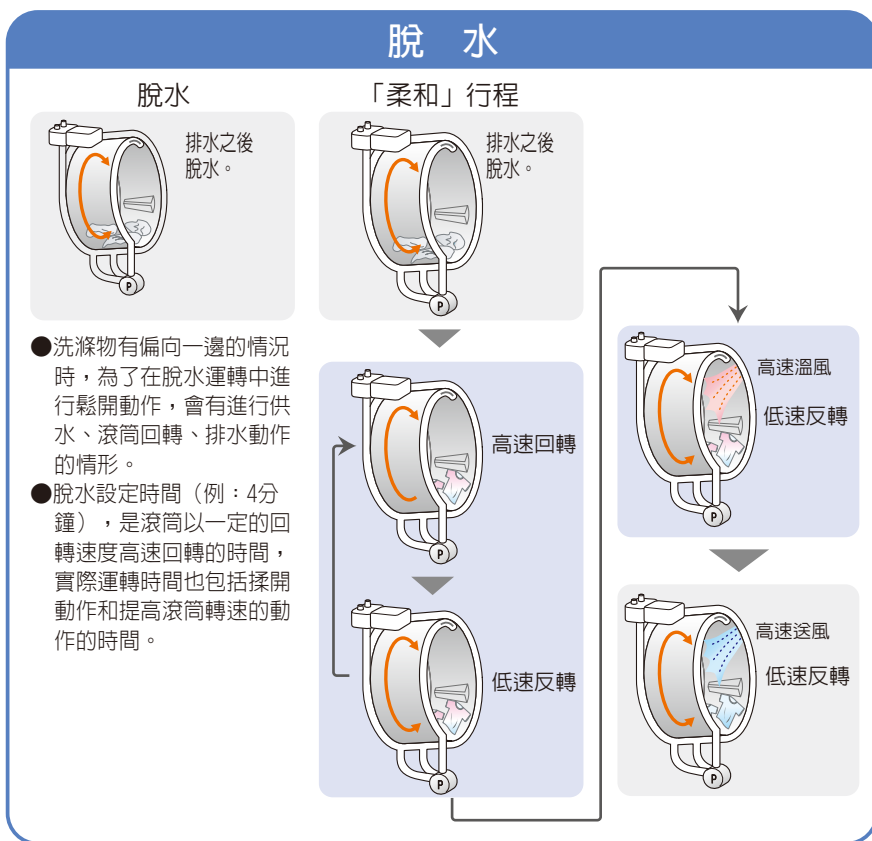 脫 水
脫水
排水之後
脫水。
P
●洗滌物有偏向一邊的情況
時，為了在脫水運轉中進
行鬆開動作，會有進行供
水、滾筒回轉、排水動作
的情形。
●脫水設定時間（例：4分
鐘），是滾筒以一定的回
轉速度高速回轉的時間，
實際運轉時間也包括揉開
動作和提高滾筒轉速的動
作的時間。
「柔和」行程
排水之後
脫水。
P
高速回轉
P
低速反轉
P
高速溫風
低速反轉
P
高速送風
低速反轉
P